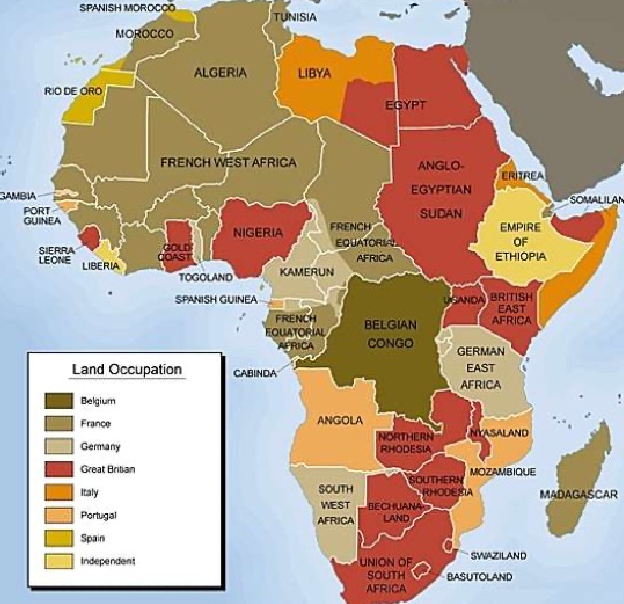 SPANISH MOROCCO
TUNISIA
MOROCCO
ALGERIA
LIBYA
RIO DE ORO
EGYPT
FRENCH WEST AFRICA
ANGLO-
EGYPTIAN
SUDAN
ERITREA
GAMBIA
SOMALILAN
PORT
GUINEA
EMPIRE
OF
ETHIOPIA
NIGERIA
FRENCH
EQUATORIAL
AFRICA
SIERRA
LEONE
GOLD
COAST
LIBERIA
TOGOLAND
KAMERUN
SPANISH GUINEA
UGANDA
BRITISH
EAST
AFRICA
FRENCH
EQUATORIAL
AFRICA
BELGIAN
CONGO
GERMAN
EAST
AFRICA
CABINDA
Land Occupation
Belgium
France
Germany
Great Britian
Italy
Portugal
Spain
Independent
ANGOLA
NYASALAND
NORTHERN
RHODESIA
MOZAMBIQUE
SOUTHERN
RHODESIA
SOUTH
WEST
AFRICA
BECHUANA-
LAND
MADAGASCAR
SWAZILAND
UNION OF
SOUTH
AFRICA
BASUTOLAND